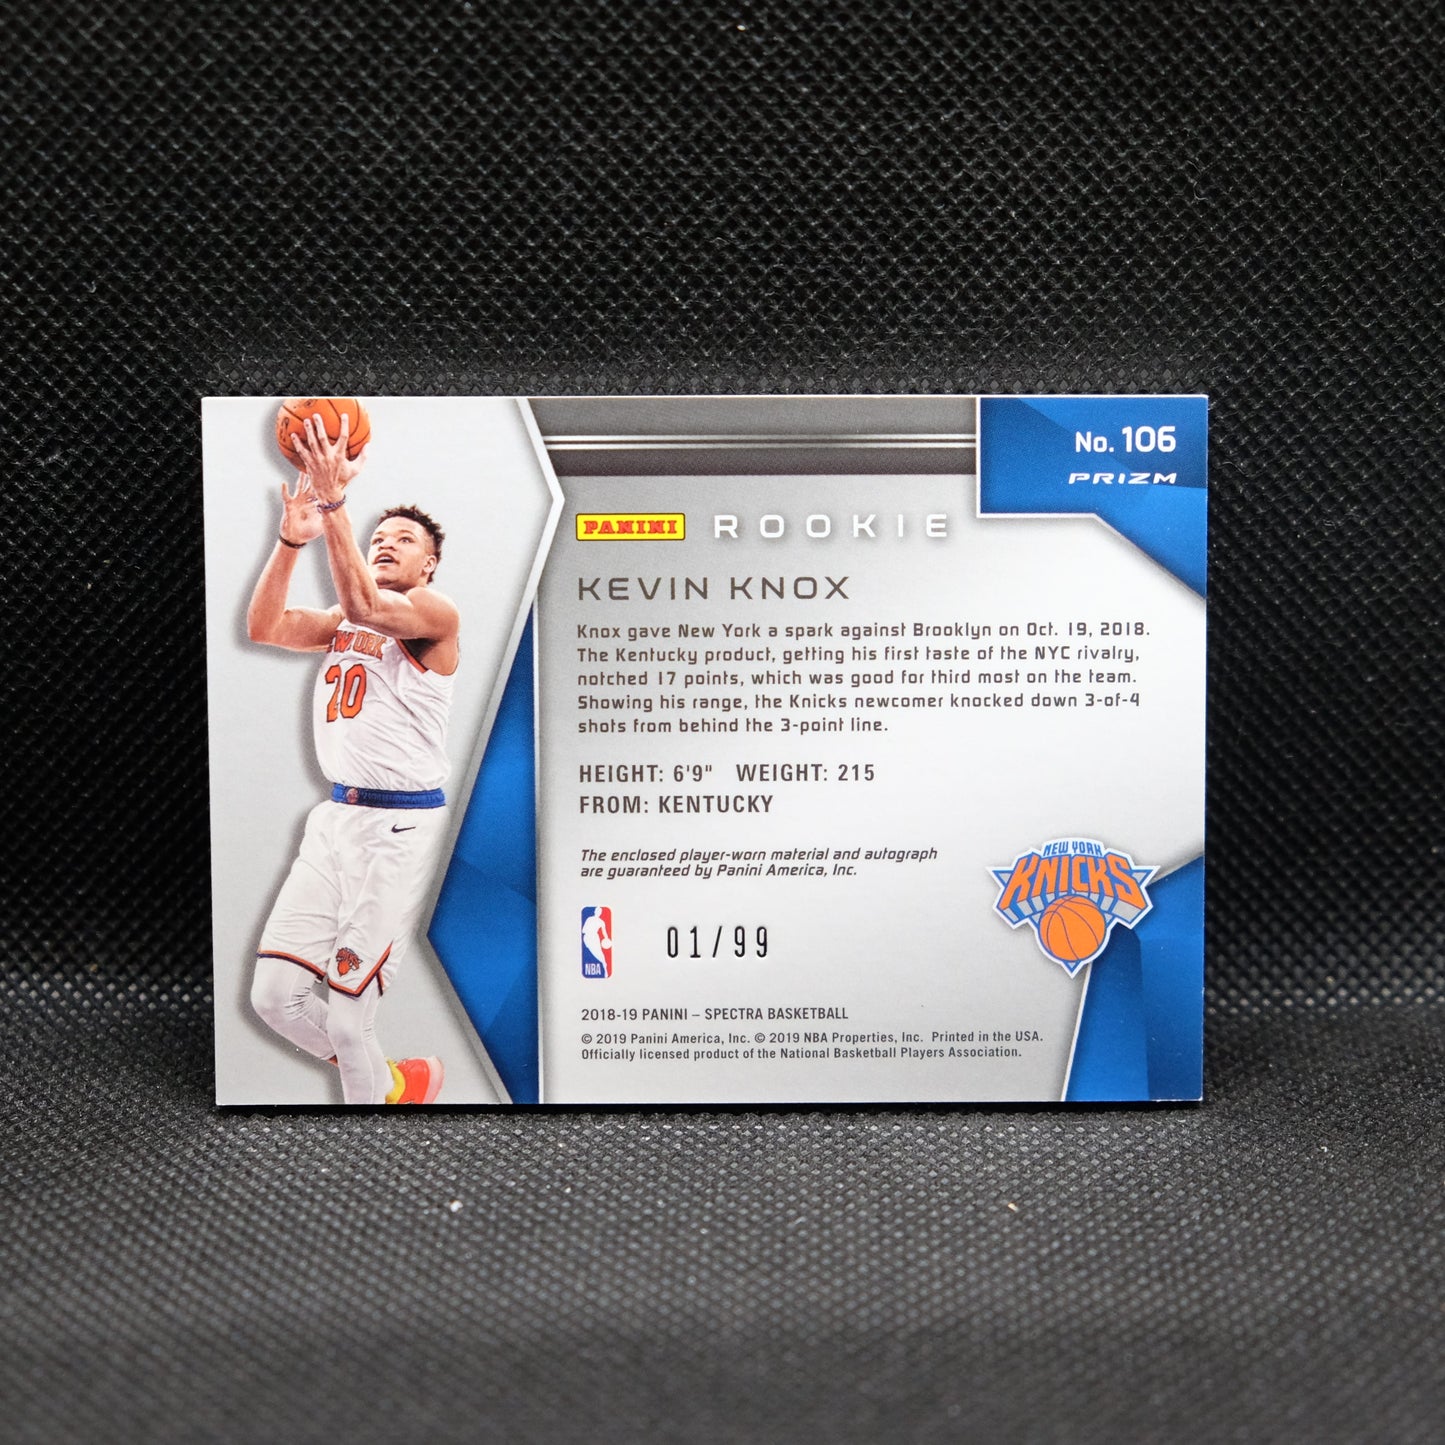 No. 106
PRIZM
PANINI ROOKIE
KEVIN KNOX
Knox gave New York a spark against Brooklyn on Oct. 19, 2018.
The Kentucky product, getting his first taste of the NYC rivalry,
notched 17 points, which was good for third most on the team.
Showing his range, the Knicks newcomer knocked down 3-of-4
shots from behind the 3-point line.
HEIGHT: 6'9" WEIGHT: 215
FROM: KENTUCKY
The enclosed player-worn material and autograph
are guaranteed by Panini America, Inc.
NEW YORK
KNICKS
NBA
01/99
2018-19 PANINI – SPECTRA BASKETBALL
© 2019 Panini America, Inc. © 2019 NBA Properties, Inc. Printed in the USA.
Officially licensed product of the National Basketball Players Association.
W YORK
20